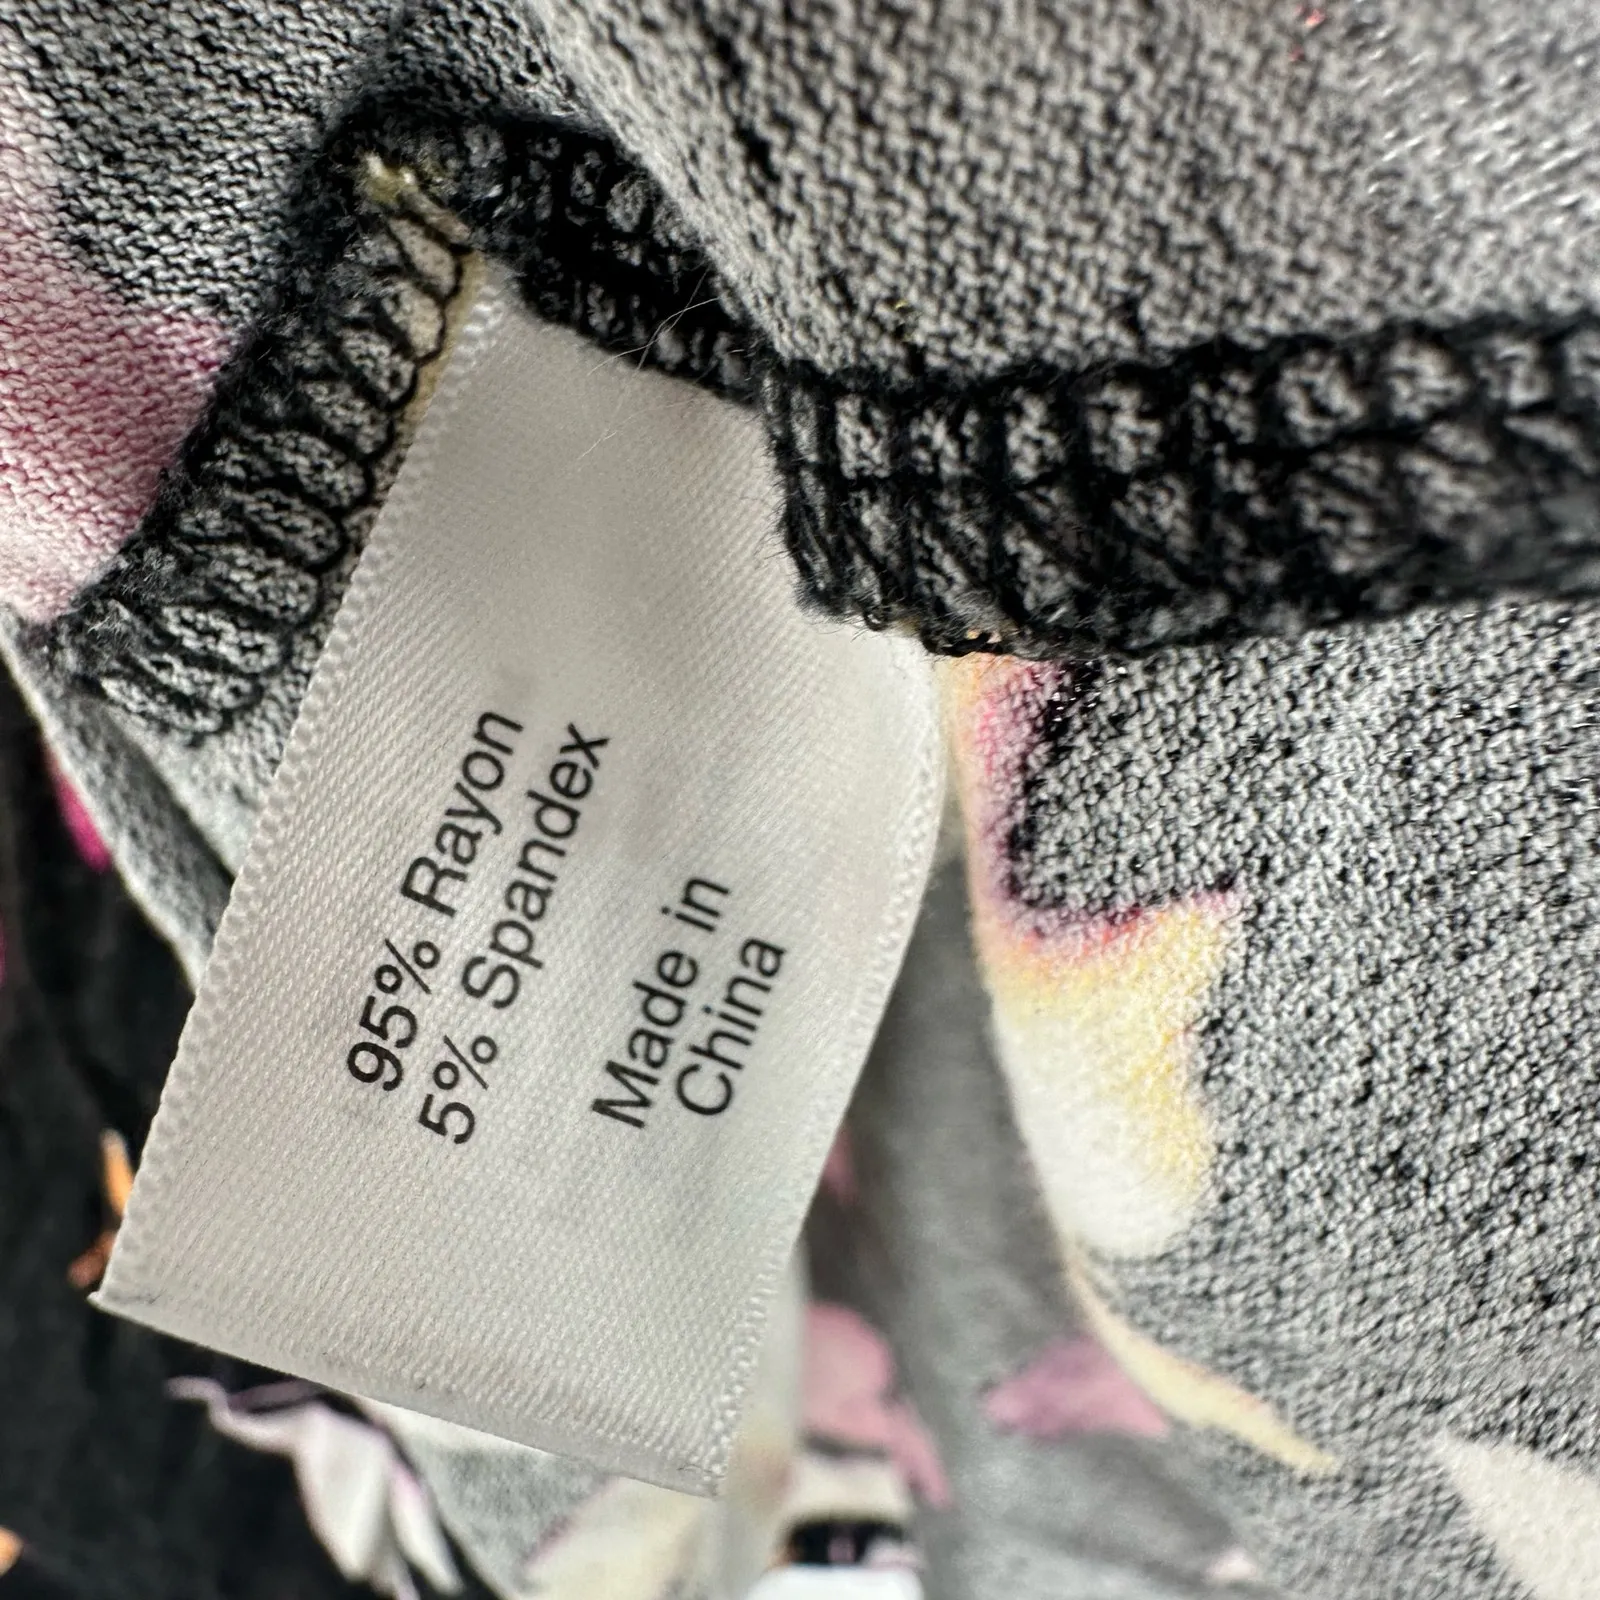 95% Rayon
5% Spandex
Made in
China